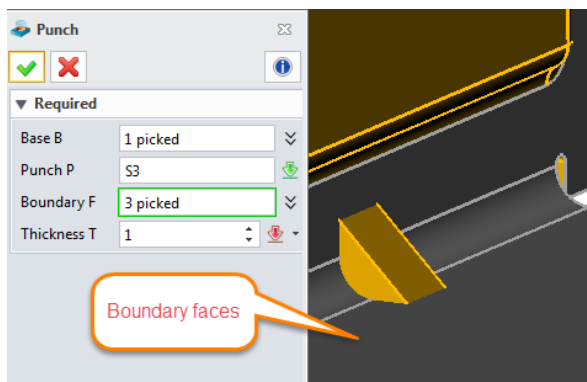 Punch
Required
Base B 1 picked
Punch P S3
Boundary F 3 picked
Thickness T 1
Boundary faces